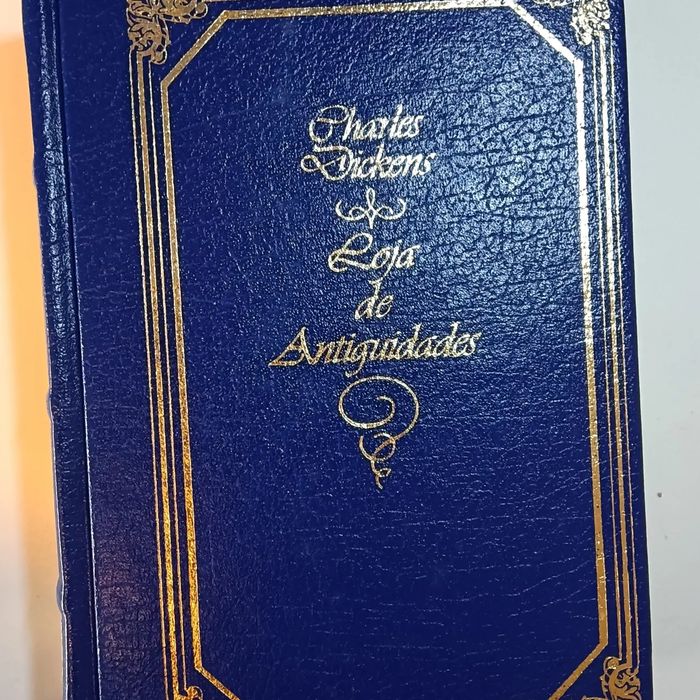 Charles
Dickens
Loja
de
Antiguidades